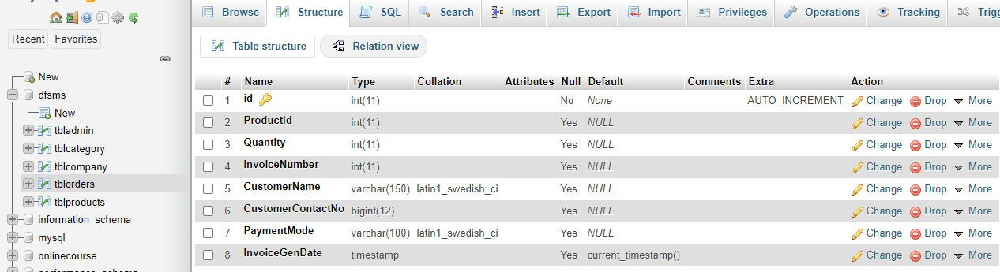 Browse Structure SQL Search Insert Export Import Privileges Operations Tracking
Recent Favorites
Table structure Relation view
New
dfsms
New
tbladmin
tblcategory
tblcompany
tblorders
tblproducts
information_schema
mysql
onlinecourse
# Name Type Collation Attributes Null Default Comments Extra Action
1 id int(11) No None AUTO_INCREMENT Change Drop More
2 ProductId int(11) Yes NULL Change Drop More
3 Quantity int(11) Yes NULL Change Drop More
4 InvoiceNumber int(11) Yes NULL Change Drop More
5 CustomerName varchar(150) latin1_swedish_ci Yes NULL Change Drop More
6 CustomerContactNo bigint(12) Yes NULL Change Drop More
7 PaymentMode varchar(100) latin1_swedish_ci Yes NULL Change Drop More
8 InvoiceGenDate timestamp Yes current_timestamp() Change Drop More